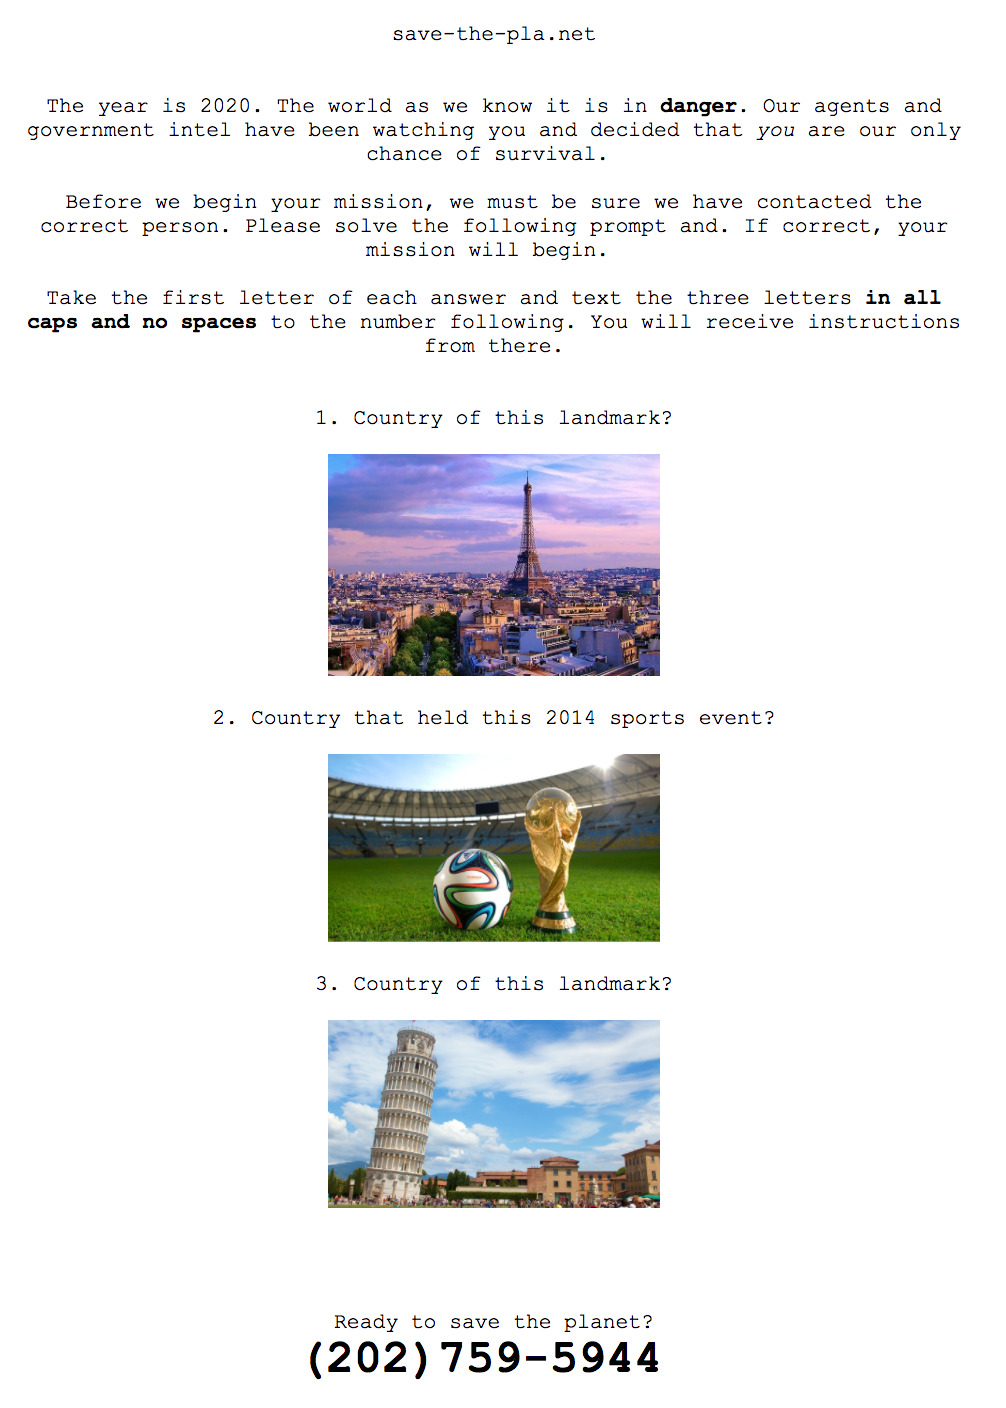 save-the-pla.net
The year is 2020. The world as we know it is in danger. Our agents and
government intel have been watching you and decided that you are our only
chance of survival.
Before we begin your mission, we must be sure we have contacted the
correct person. Please solve the following prompt and. If correct, your
mission will begin.
Take the first letter of each answer and text the three letters in all
caps and no spaces to the number following. You will receive instructions
from there.
1. Country of this landmark?
2. Country that held this 2014 sports event?
3. Country of this landmark?
Ready to save the planet?
(202)759-5944